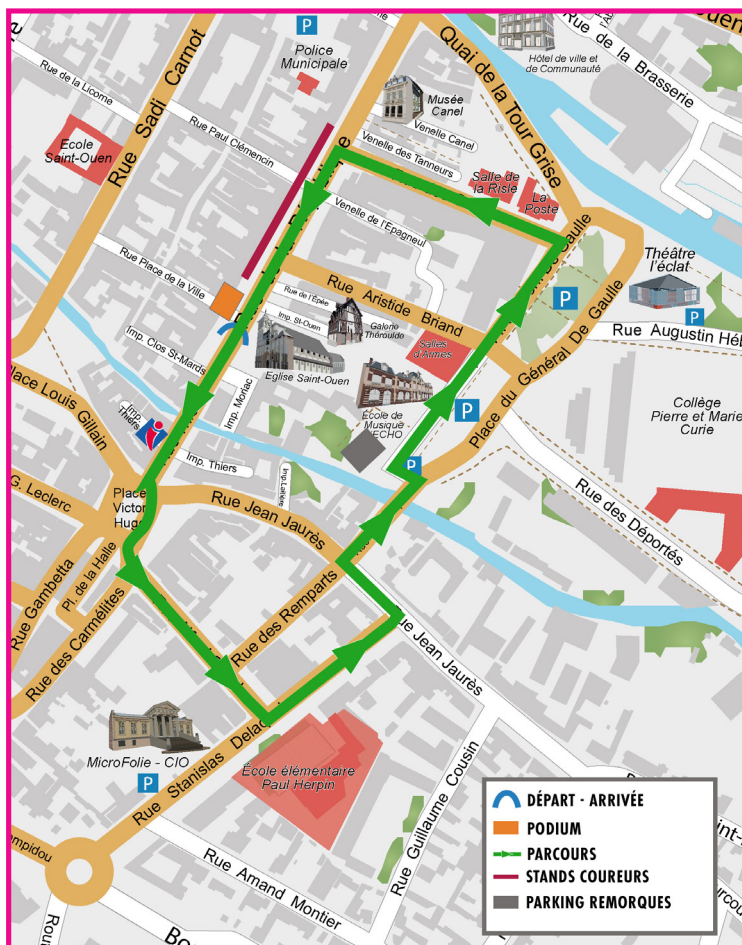 P
Police
Municipale
Rue de la Licorne
Rue Sadi Carnot
Ecole
Saint-Ouen
Rue Paul Clémencin
Musée
Canel
Venelle Canel
Venelle des Tanneurs
Quai de la Tour Grise
Hôtel de ville et
de Communauté
Rue de la Brasserie
Salle de
la Risle
La
Poste
Venelle de l'Epagneul
Rue Place de la Ville
Rue de l'Épée
Imp. St-Ouen
Rue Aristide Briand
Galerie
Théroulde
Salles
d'Armes
Eglise Saint-Ouen
École de
Musique
ECHO
Imp. Clos St-Mards
Imp. Moriac
Imp.
Thiers
Imp. Thiers
Imp.Laitière
Gaulle
P
Place du Général De Gaulle
Théâtre
l'éclat
P
Rue Augustin Hé
P
P
Collège
Pierre et Marie
Curie
Rue des Déportés
lace Louis Gillain
G. Leclerc
Place
Victor
Hugo
Rue Jean Jaurès
Rue Gambetta
Pl. de la Halle
Rue des Carmélites
Rue des Remparts
Rue Jean Jaurès
MicroFolie - CIO
P
Rue Stanislas Dela
École élémentaire
Paul Herpin
Rue Guillaume Cousin
Rue Armand Montier
ompidou
DÉPART - ARRIVÉE
PODIUM
PARCOURS
STANDS COUREURS
PARKING REMORQUES